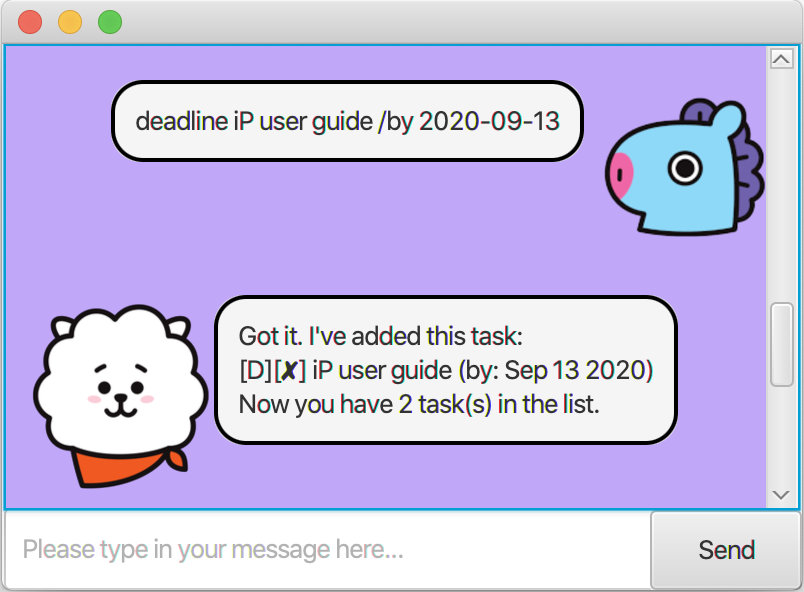 deadline iP user guide /by 2020-09-13
Got it. I've added this task:
[D][✘] iP user guide (by: Sep 13 2020)
Now you have 2 task(s) in the list.
Please type in your message here...
Send